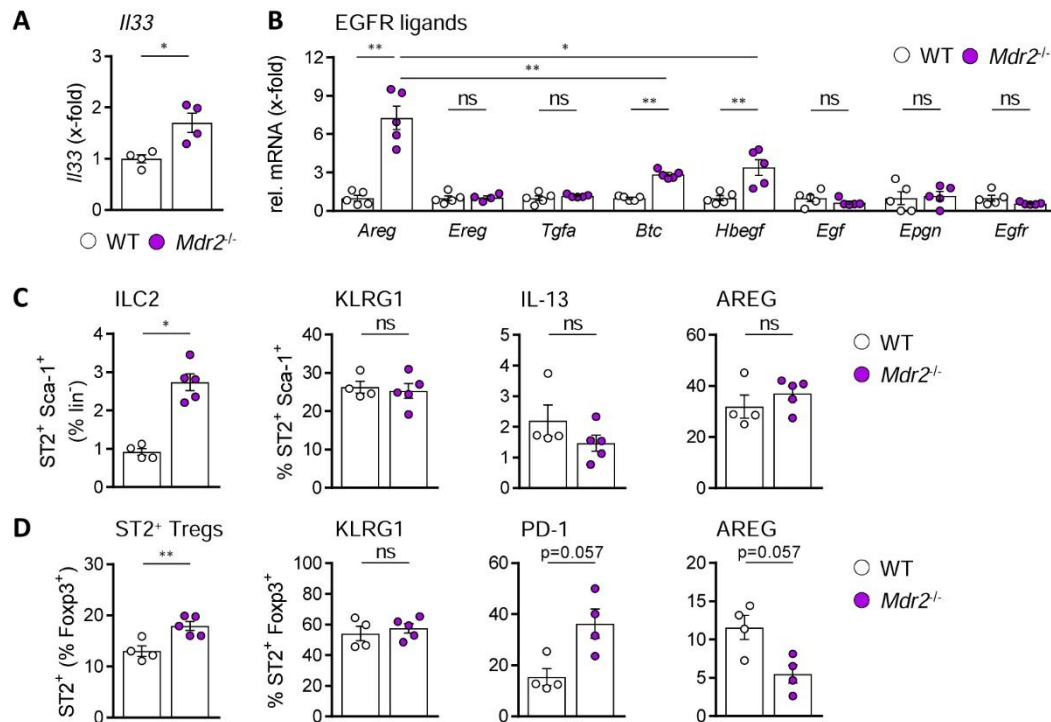 A
Il33
*
3
2
1
0
Il33 (x-fold)
WT Mdr2-/-
B
EGFR ligands
WT Mdr2-/-
** *
**
ns ns ** ** ns ns ns
12
9
6
3
0
rel. mRNA (x-fold)
Areg Ereg Tgfa Btc Hbegf Egf Epgn Egfr
C
ILC2
*
4
3
2
1
0
ST2+ Sca-1+
(% lin-)
KLRG1
ns
40
30
20
10
0
% ST2+ Sca-1+
IL-13
ns
5
4
3
2
1
0
AREG
ns
60
40
20
0
WT
Mdr2-/-
D
ST2+ Tregs
**
30
20
10
0
ST2+ (% Foxp3+)
KLRG1
ns
100
80
60
40
20
0
% ST2+ Foxp3+
PD-1
p=0.057
60
40
20
0
AREG
p=0.057
20
15
10
5
0
WT
Mdr2-/-